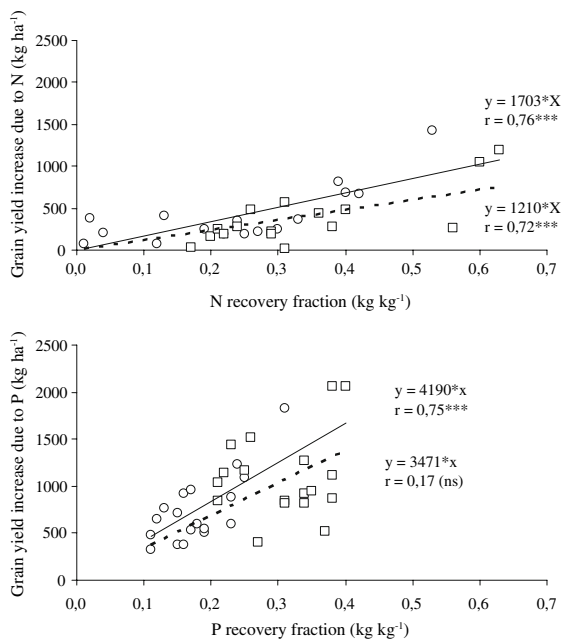 Grain yield increase due to N (kg ha-1)
2500
2000
1500
1000
500
0
y = 1703*X
r = 0,76***
y = 1210*X
r = 0,72***
0,0 0,1 0,2 0,3 0,4 0,5 0,6 0,7
N recovery fraction (kg kg-1)
Grain yield increase due to P (kg ha-1)
2500
2000
1500
1000
500
0
y = 4190*x
r = 0,75***
y = 3471*x
r = 0,17 (ns)
0,0 0,1 0,2 0,3 0,4 0,5 0,6 0,7
P recovery fraction (kg kg-1)